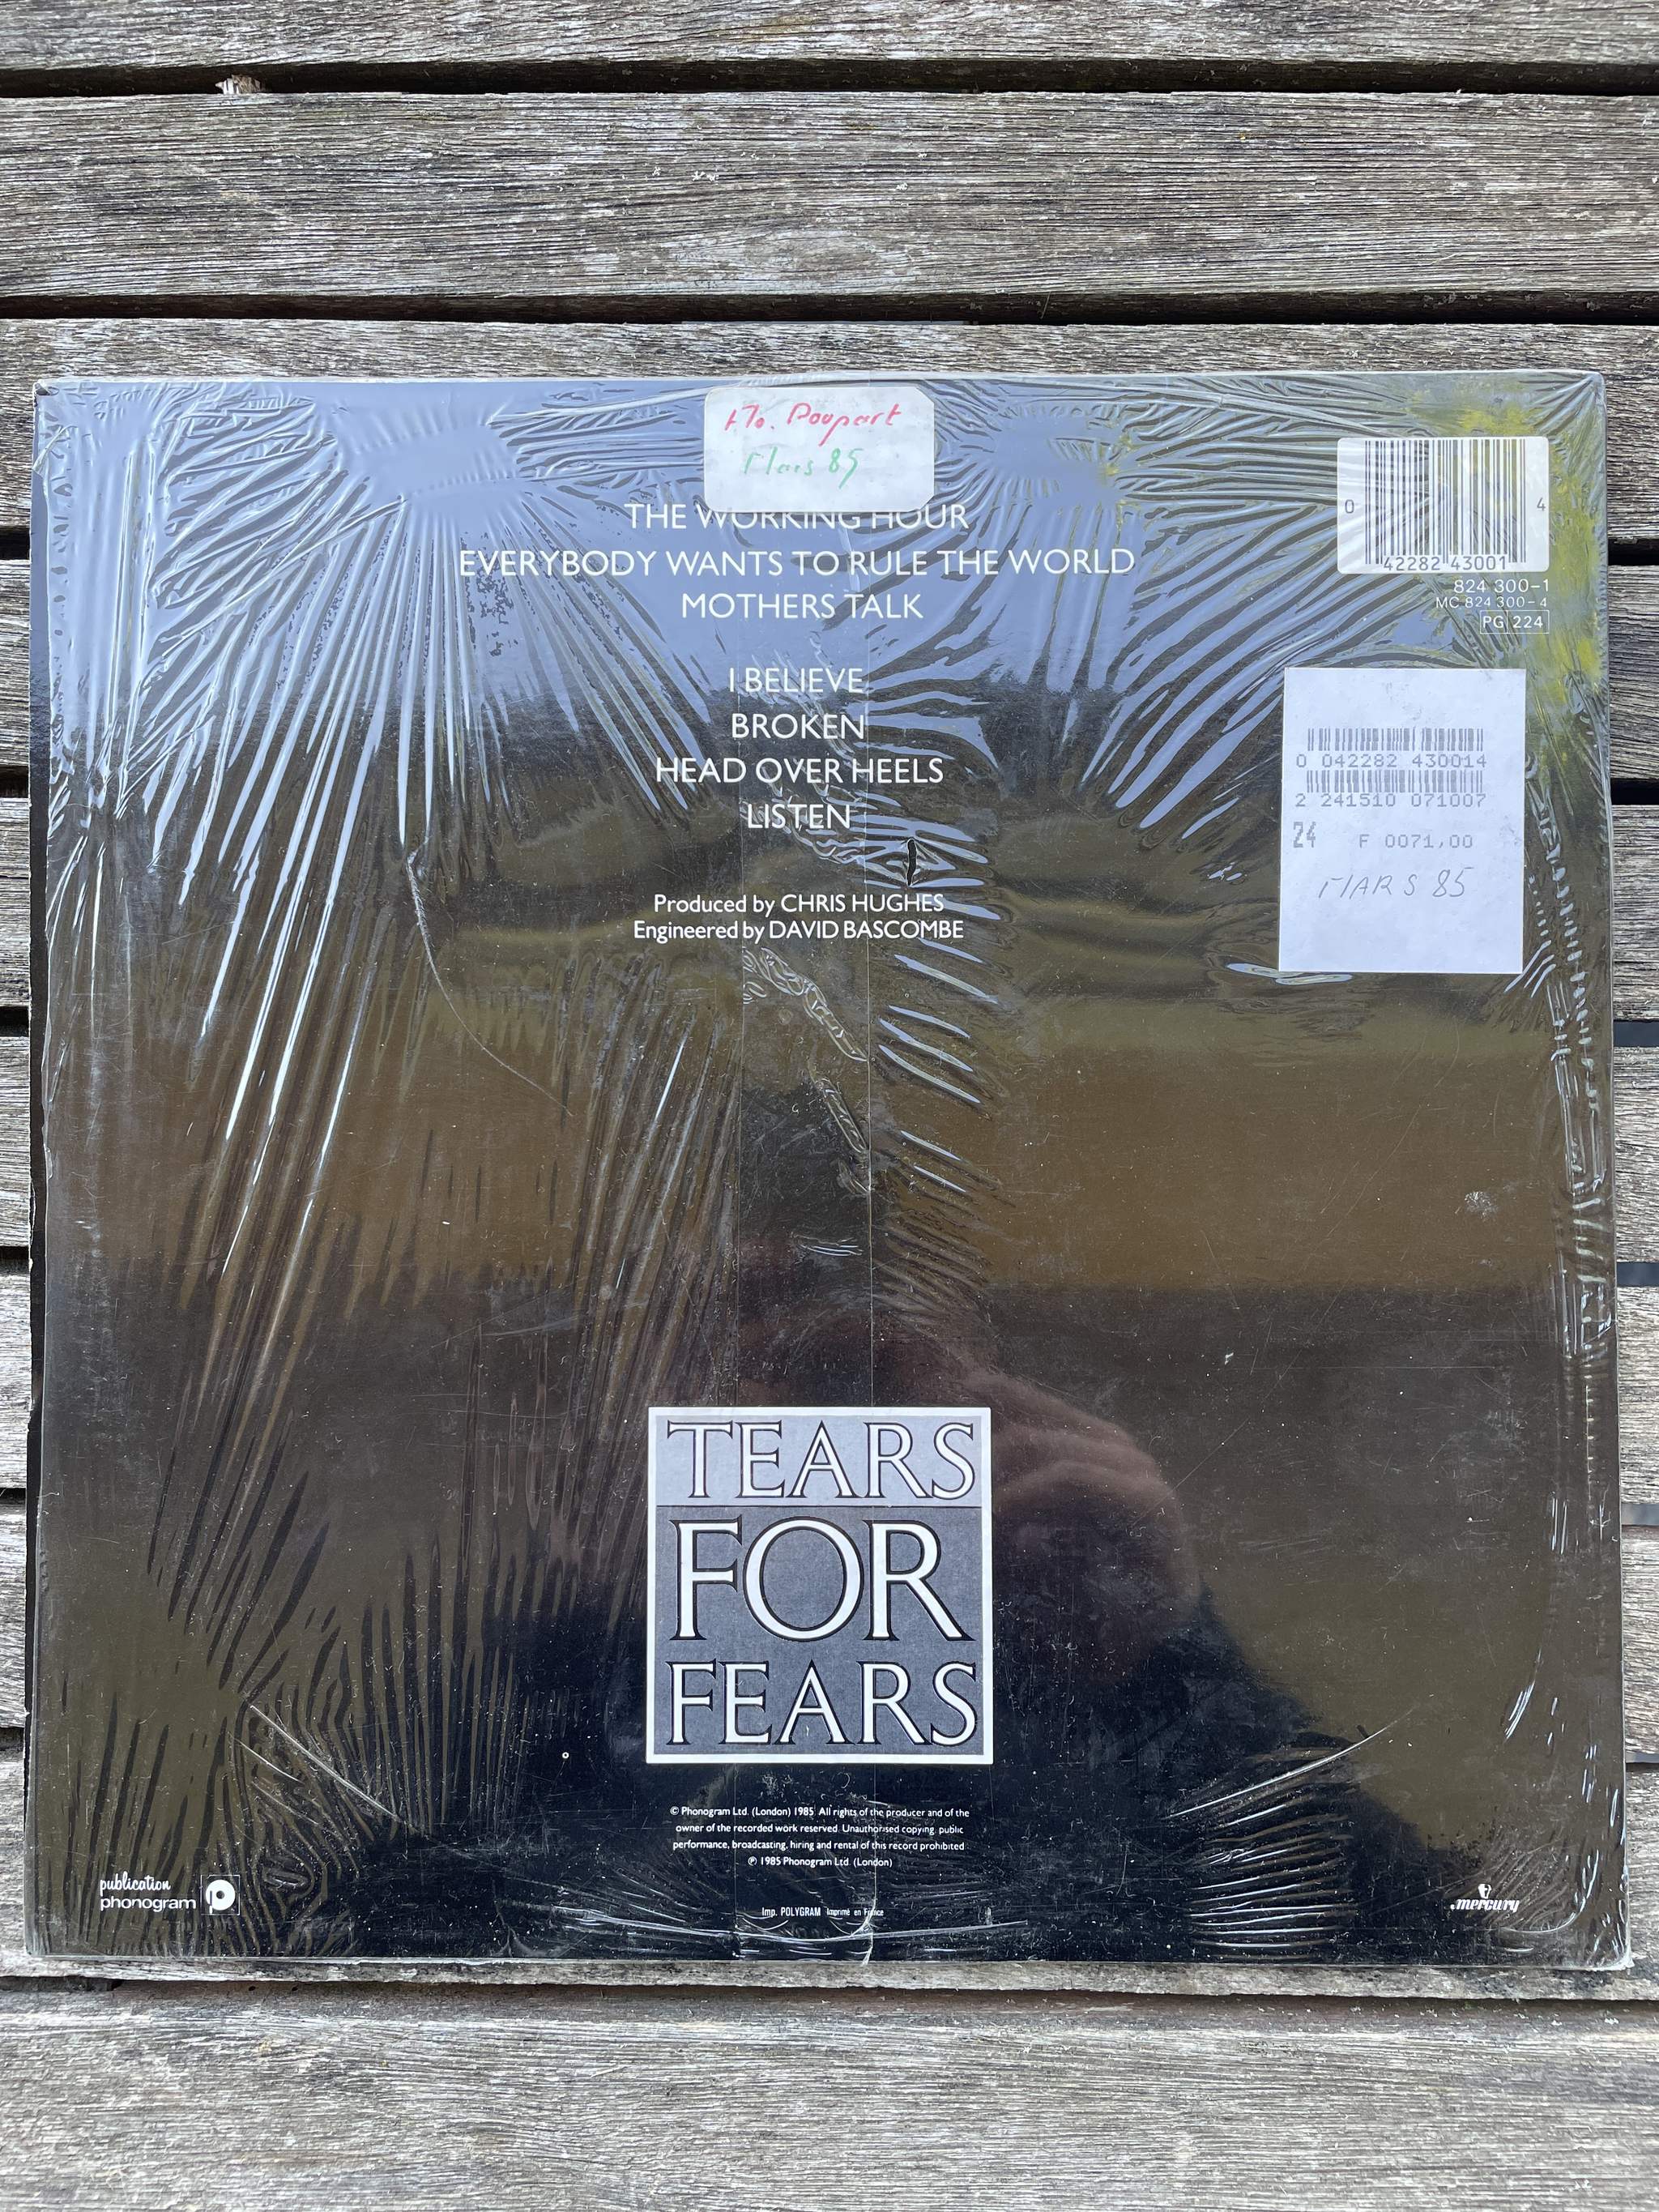 Poupart
Mars 85
THE WORKING HOUR
EVERYBODY WANTS TO RULE THE WORLD
MOTHERS TALK
I BELIEVE
BROKEN
HEAD OVER HEELS
LISTEN
Produced by CHRIS HUGHES
Engineered by DAVID BASCOMBE
0 42282 43001 4
824 300-1
MC 824 300-4
PG 224
0 042282 430014
2 241510 071007
24 F 0071,00
MARS 85
TEARS
FOR
FEARS
© Phonogram Ltd. (London) 1985 All rights of the producer and of the
owner of the recorded work reserved. Unauthorised copying, public
performance, broadcasting, hiring and rental of this record prohibited
℗ 1985 Phonogram Ltd. (London)
publication
phonogram
Imp. POLYGRAM Imprimé en France
mercury